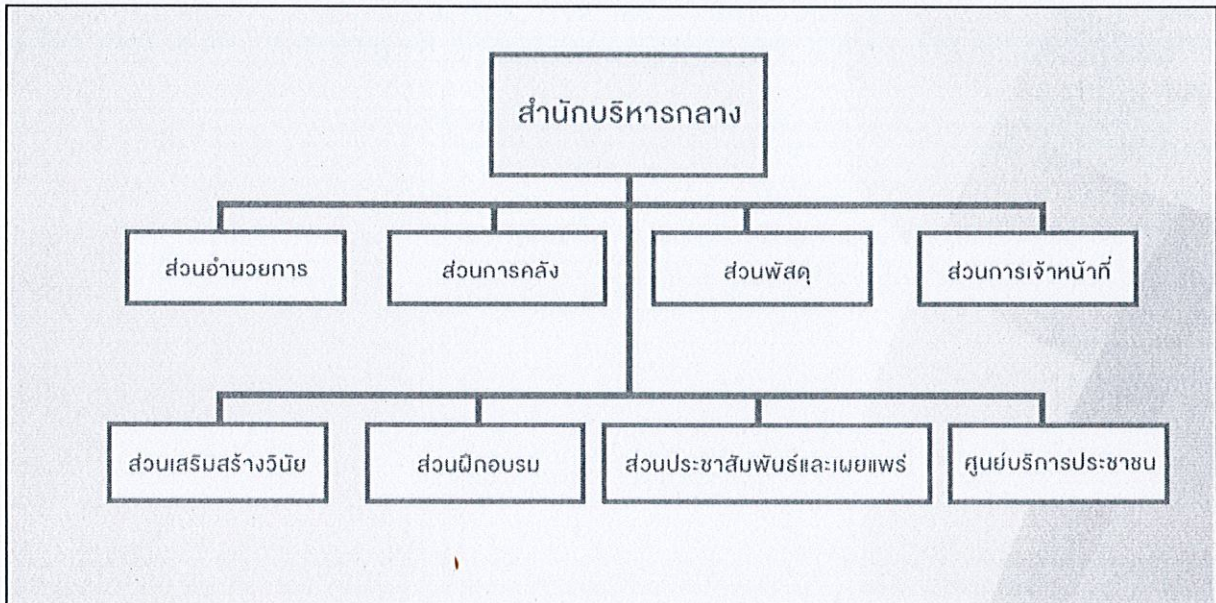 สำนักบริหารกลาง
ส่วนอำนวยการ
ส่วนการคลัง
ส่วนพัสดุ
ส่วนการเจ้าหน้าที่
ส่วนเสริมสร้างวินัย
ส่วนฝึกอบรม
ส่วนประชาสัมพันธ์และเผยแพร่
ศูนย์บริการประชาชน